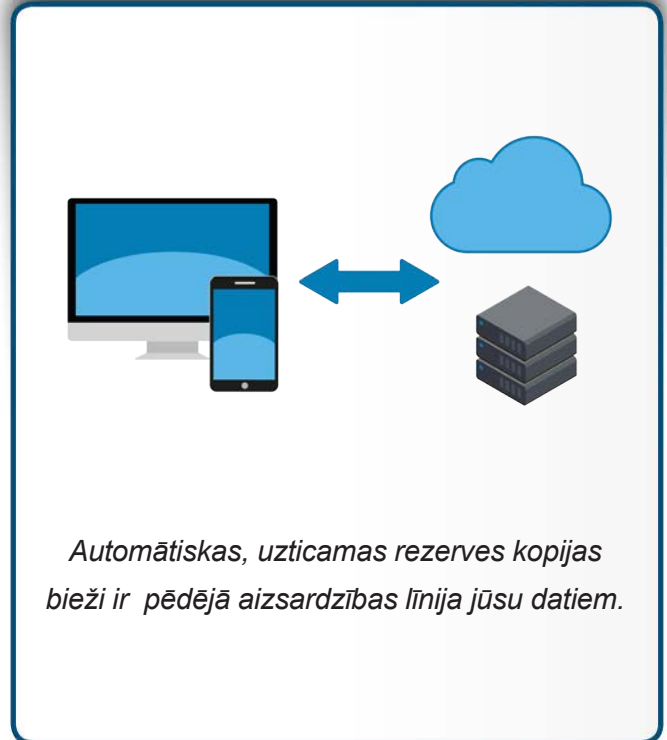 Automātiskas, uzticamas rezerves kopijas
bieži ir pēdējā aizsardzības līnija jūsu datiem.